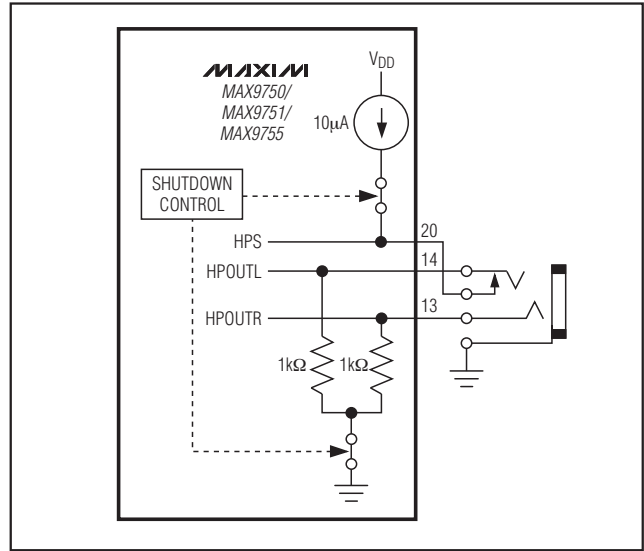 VDD
MAXIM
MAX9750/
MAX9751/
MAX9755
10μA
SHUTDOWN
CONTROL
HPS
20
HPOUTL
14
HPOUTR
13
1kΩ
1kΩ